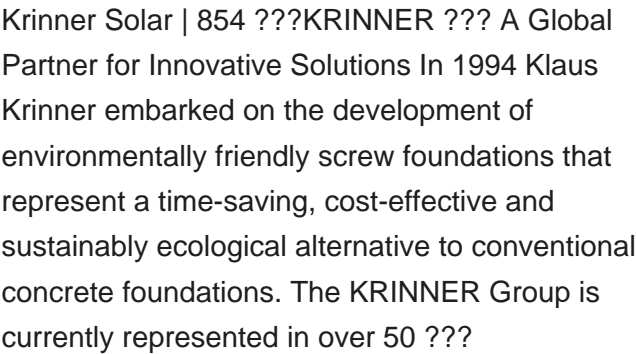 Krinner Solar | 854 ???KRINNER ??? A Global
Partner for Innovative Solutions In 1994 Klaus
Krinner embarked on the development of
environmentally friendly screw foundations that
represent a time-saving, cost-effective and
sustainably ecological alternative to conventional
concrete foundations. The KRINNER Group is
currently represented in over 50 ???